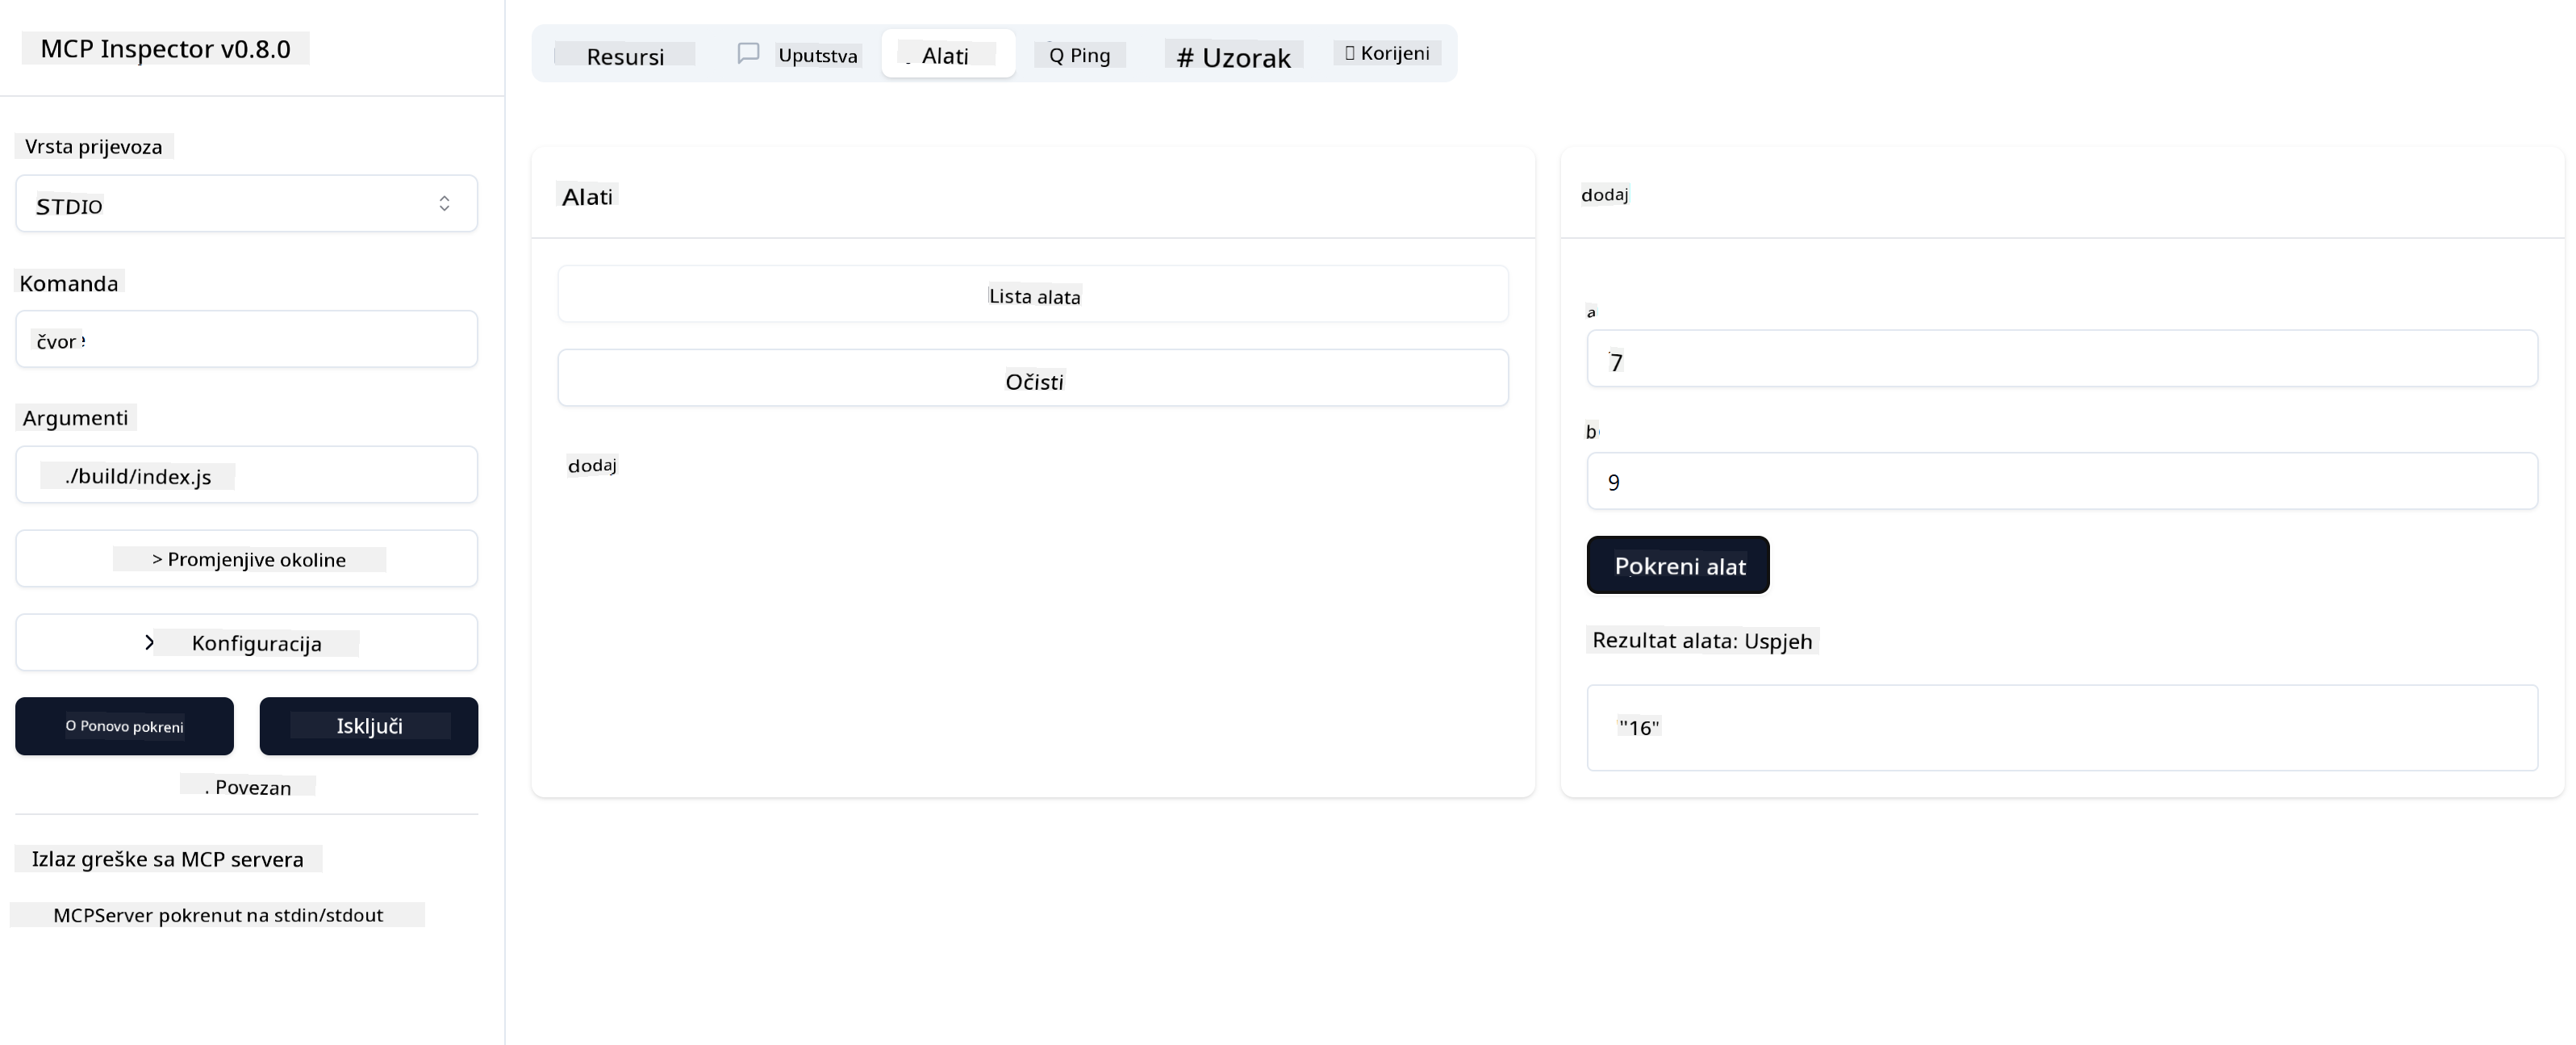 MCP Inspector v0.8.0
Vrsta prijevoza
STDIO
Komanda
čvor
Argumenti
./build/index.js
> Promjenjive okoline
Konfiguracija
O Ponovo pokreni
Isključi
. Povezan
Izlaz greške sa MCP servera
MCPServer pokrenut na stdin/stdout
Resursi
Uputstva
Alati
Q Ping
# Uzorak
Korijeni
Alati
Lista alata
Očisti
dodaj
dodaj
a
7
b
9
Pokreni alat
Rezultat alata: Uspjeh
"16"